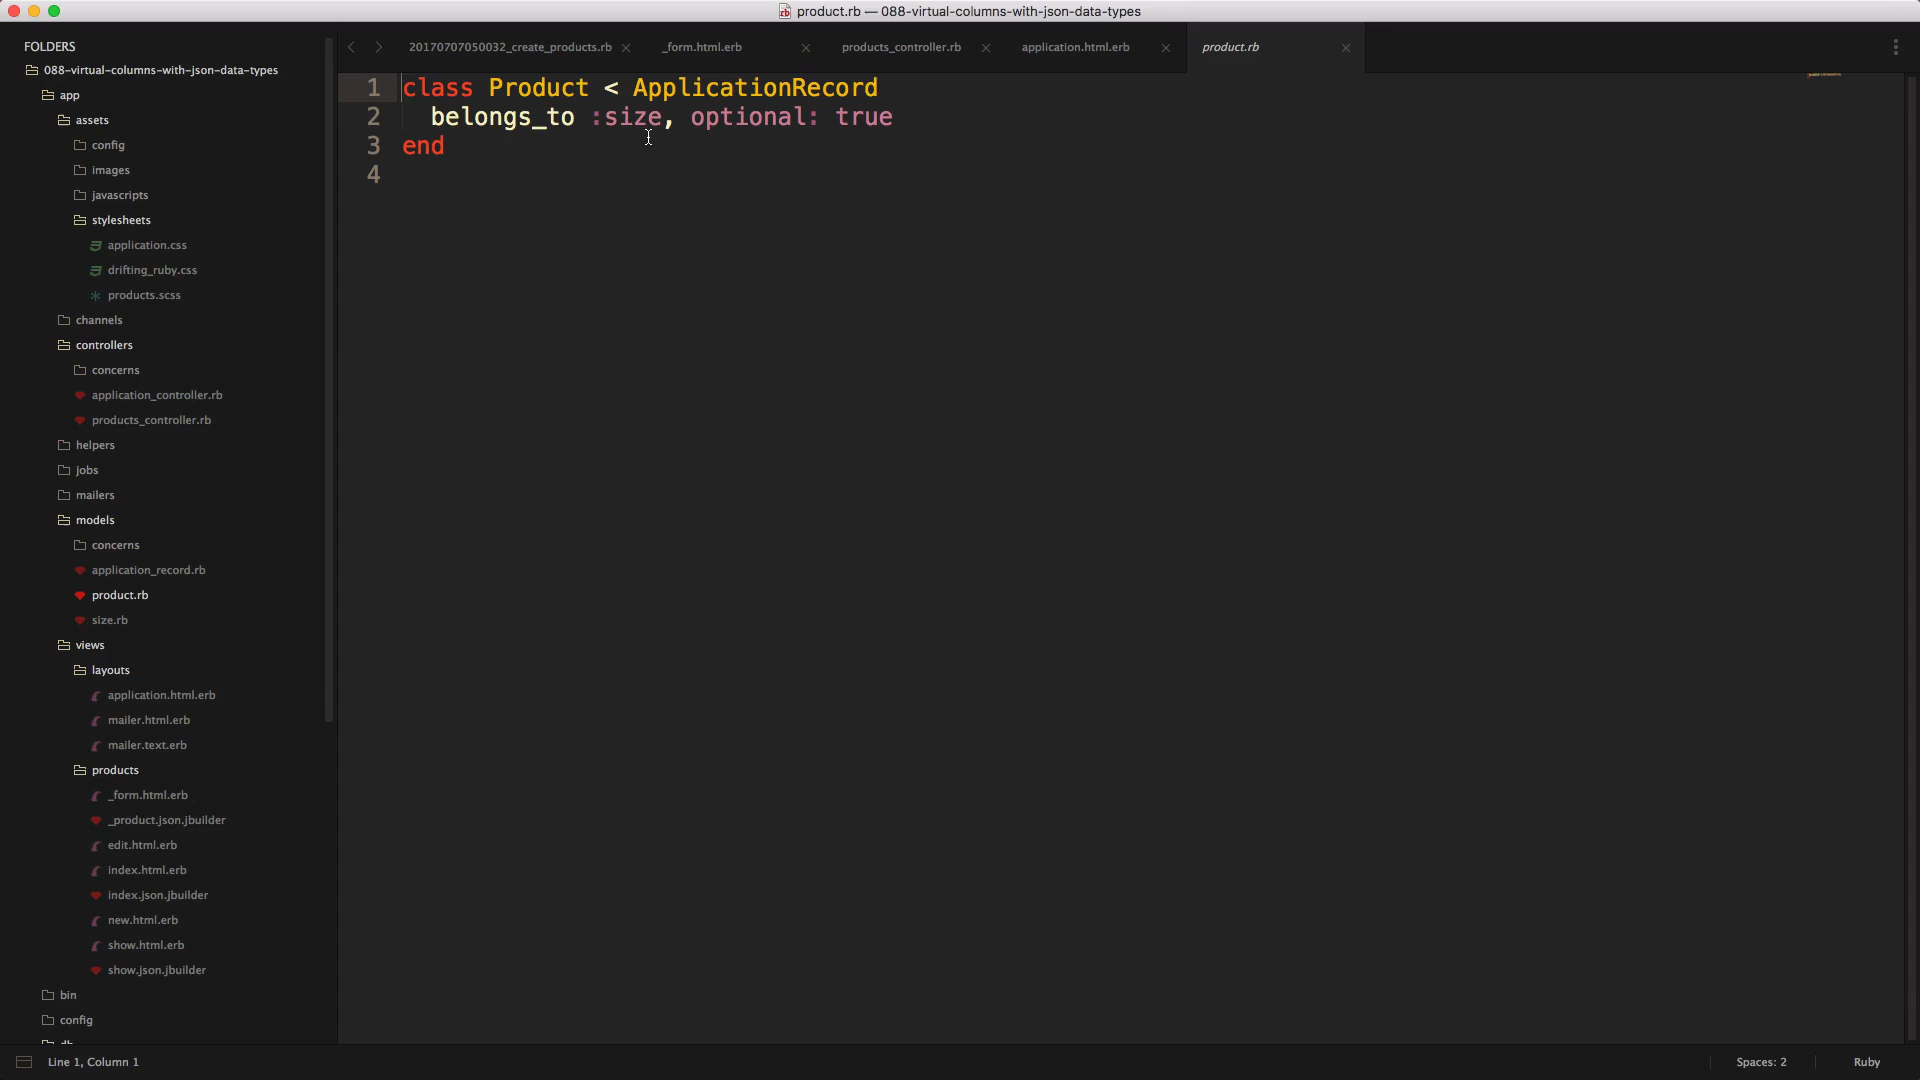 product.rb — 088-virtual-columns-with-json-data-types
FOLDERS
088-virtual-columns-with-json-data-types
app
assets
config
images
javascripts
stylesheets
application.css
drifting_ruby.css
products.scss
channels
controllers
concerns
application_controller.rb
products_controller.rb
helpers
jobs
mailers
models
concerns
application_record.rb
product.rb
size.rb
views
layouts
application.html.erb
mailer.html.erb
mailer.text.erb
products
_form.html.erb
_product.json.jbuilder
edit.html.erb
index.html.erb
index.json.jbuilder
new.html.erb
show.html.erb
show.json.jbuilder
bin
config
20170707050032_create_products.rb
_form.html.erb
products_controller.rb
application.html.erb
product.rb
1 class Product < ApplicationRecord
2 belongs_to :size, optional: true
3 end
4
Line 1, Column 1
Spaces: 2
Ruby